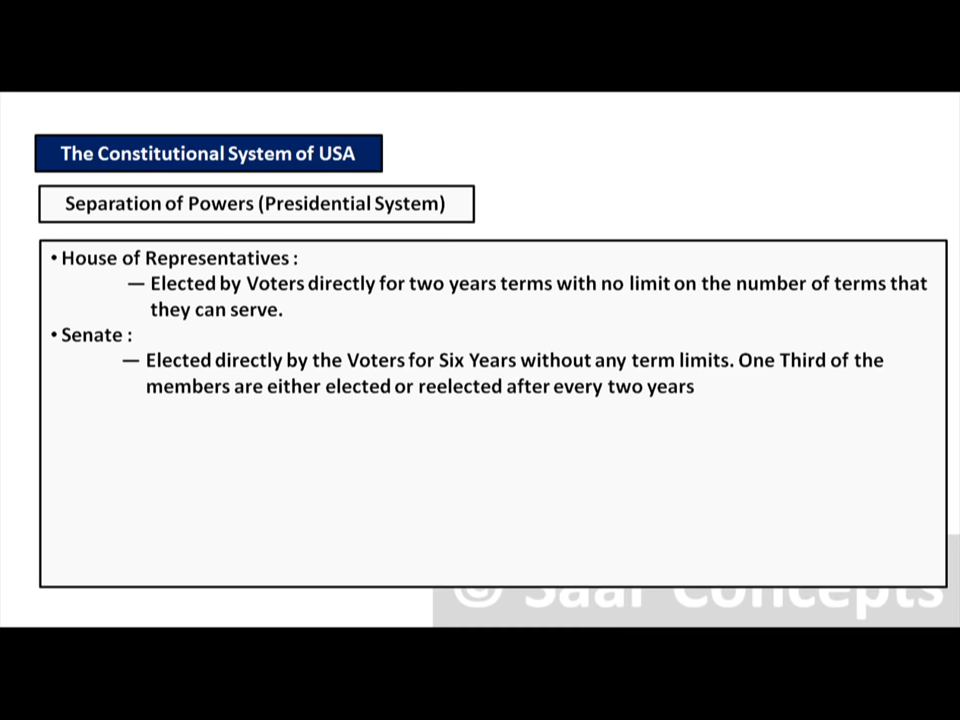 The Constitutional System of USA
Separation of Powers (Presidential System)
• House of Representatives :
— Elected by Voters directly for two years terms with no limit on the number of terms that
they can serve.
• Senate :
— Elected directly by the Voters for Six Years without any term limits. One Third of the
members are either elected or reelected after every two years
© Saar Concepts